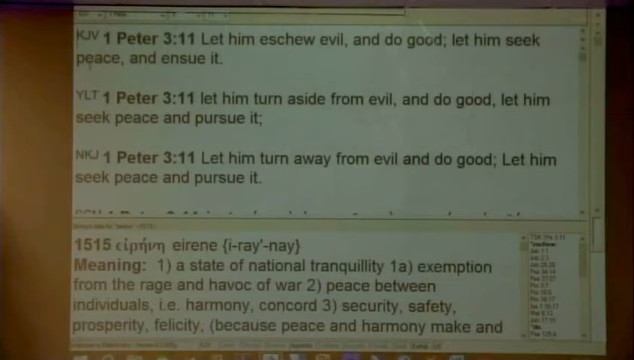 KJV 1 Peter 3:11 Let him eschew evil, and do good; let him seek
peace, and ensue it.
YLT 1 Peter 3:11 let him turn aside from evil, and do good, let him
seek peace and pursue it;
NKJ 1 Peter 3:11 Let him turn away from evil and do good; Let him
seek peace and pursue it.
1515 εἰρήνη eirene {i-ray'-nay}
Meaning: 1) a state of national tranquillity 1a) exemption
from the rage and havoc of war 2) peace between
individuals, i.e. harmony, concord 3) security, safety,
prosperity, felicity, (because peace and harmony make and